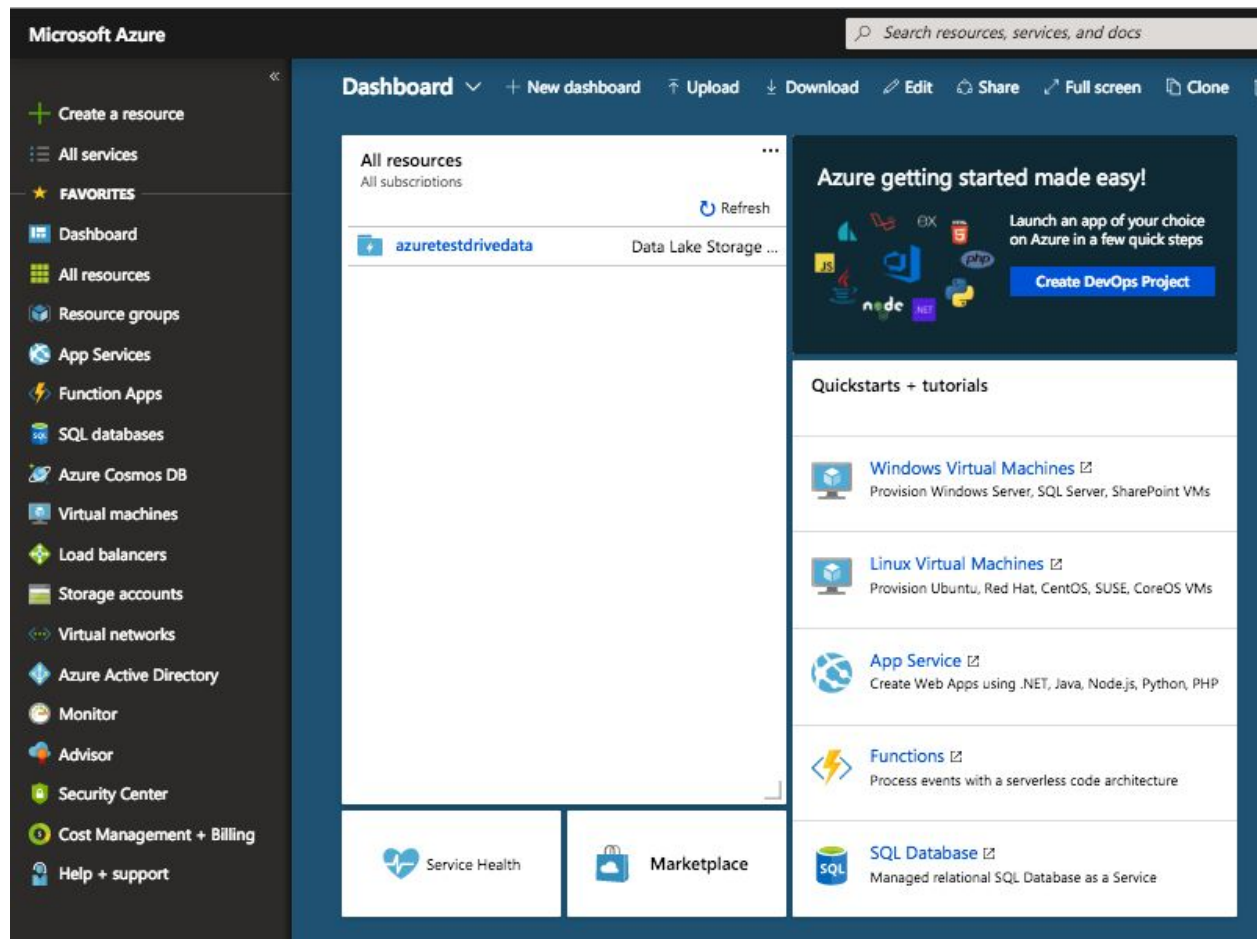 Microsoft Azure
Search resources, services, and docs
«
Create a resource
All services
FAVORITES
Dashboard
All resources
Resource groups
App Services
Function Apps
SQL databases
Azure Cosmos DB
Virtual machines
Load balancers
Storage accounts
Virtual networks
Azure Active Directory
Monitor
Advisor
Security Center
Cost Management + Billing
Help + support
Dashboard + New dashboard Upload Download Edit Share Full screen Clone
All resources ...
All subscriptions
Refresh
azuretestdrivedata Data Lake Storage ...
Service Health
Marketplace
Azure getting started made easy!
Launch an app of your choice
on Azure in a few quick steps
Create DevOps Project
ex
JS
5
php
node
.NET
Quickstarts + tutorials
Windows Virtual Machines
Provision Windows Server, SQL Server, SharePoint VMs
Linux Virtual Machines
Provision Ubuntu, Red Hat, CentOS, SUSE, CoreOS VMs
App Service
Create Web Apps using .NET, Java, Node.js, Python, PHP
Functions
Process events with a serverless code architecture
SQL
SQL Database
Managed relational SQL Database as a Service